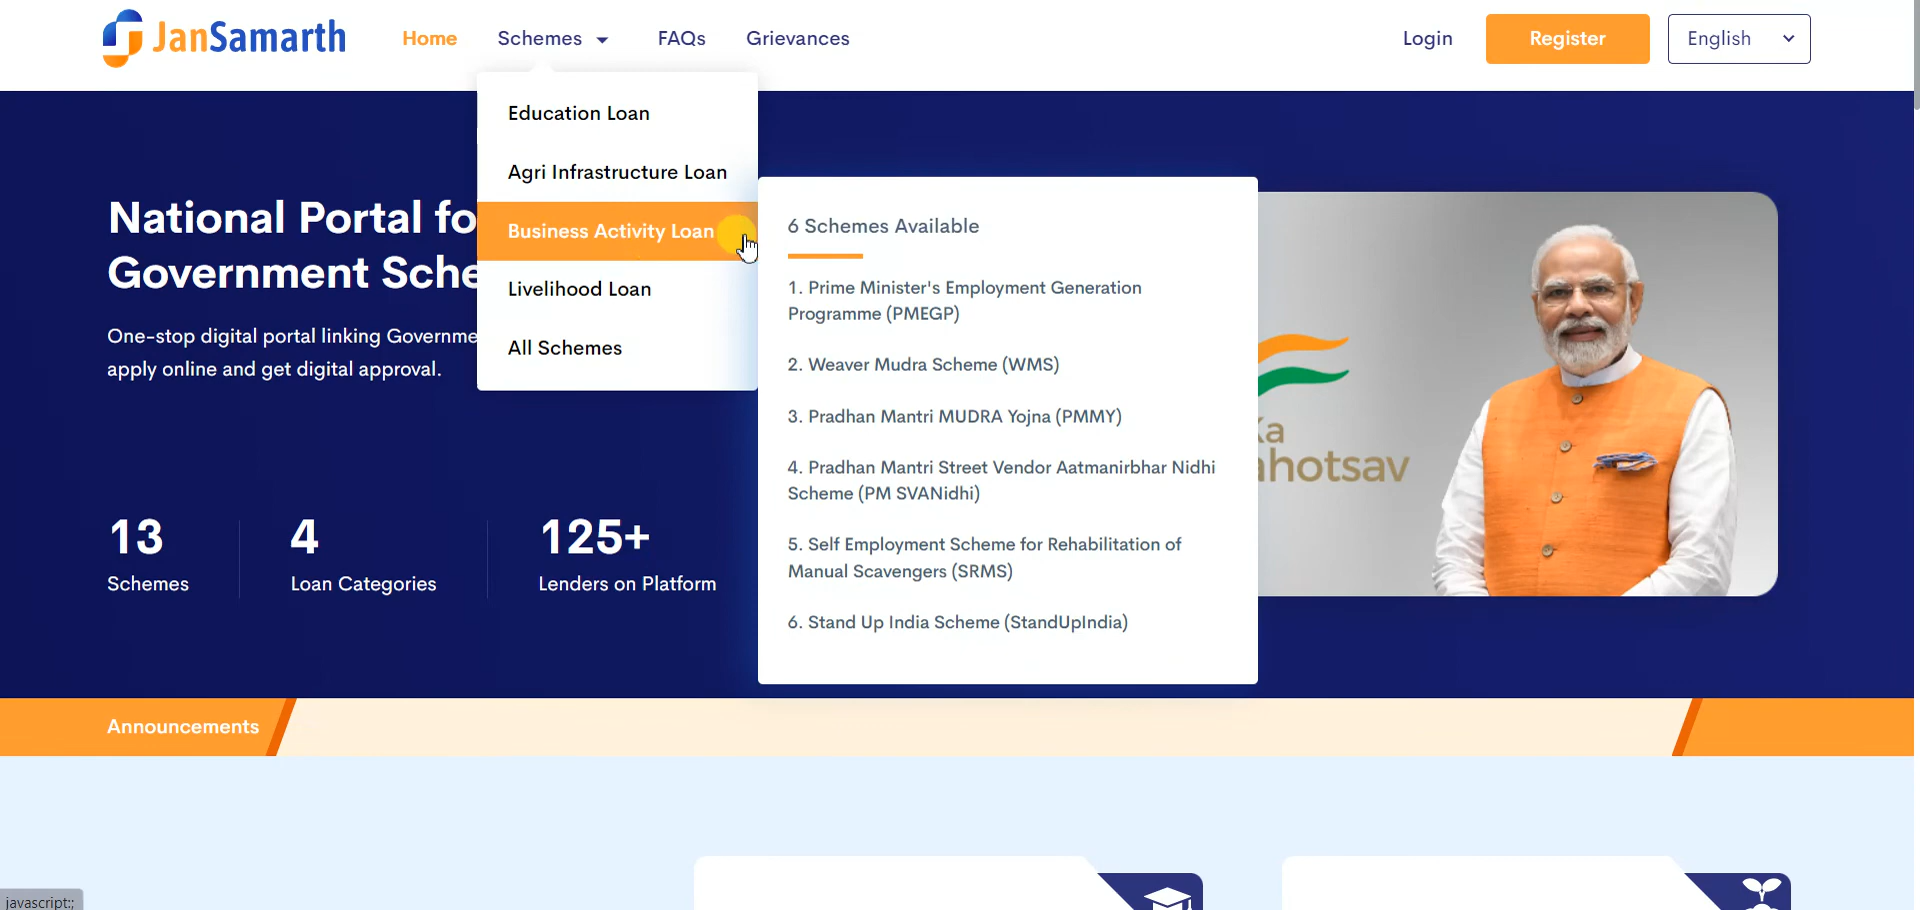 JanSamarth
Home
Schemes
FAQs
Grievances
Login
Register
English
Education Loan
Agri Infrastructure Loan
Business Activity Loan
Livelihood Loan
All Schemes
6 Schemes Available
1. Prime Minister's Employment Generation
Programme (PMEGP)
2. Weaver Mudra Scheme (WMS)
3. Pradhan Mantri MUDRA Yojna (PMMY)
4. Pradhan Mantri Street Vendor Aatmanirbhar Nidhi
Scheme (PM SVANidhi)
5. Self Employment Scheme for Rehabilitation of
Manual Scavengers (SRMS)
6. Stand Up India Scheme (StandUpIndia)
National Portal fo
Government Sche
One-stop digital portal linking Governme
apply online and get digital approval.
13
Schemes
4
Loan Categories
125+
Lenders on Platform
Ka
ahotsav
Announcements
javascript:;